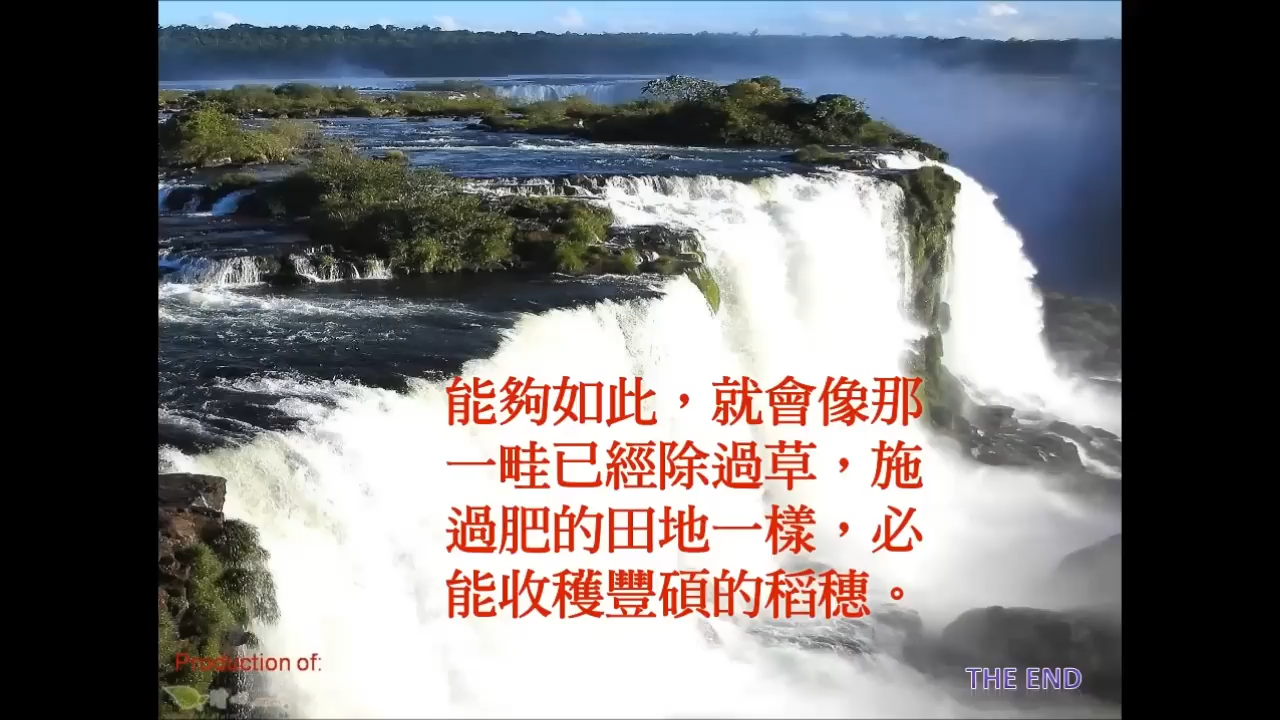 能夠如此，就會像那
一畦已經除過草，施
過肥的田地一樣，必
能收穫豐碩的稻穗。
Production of:
THE END